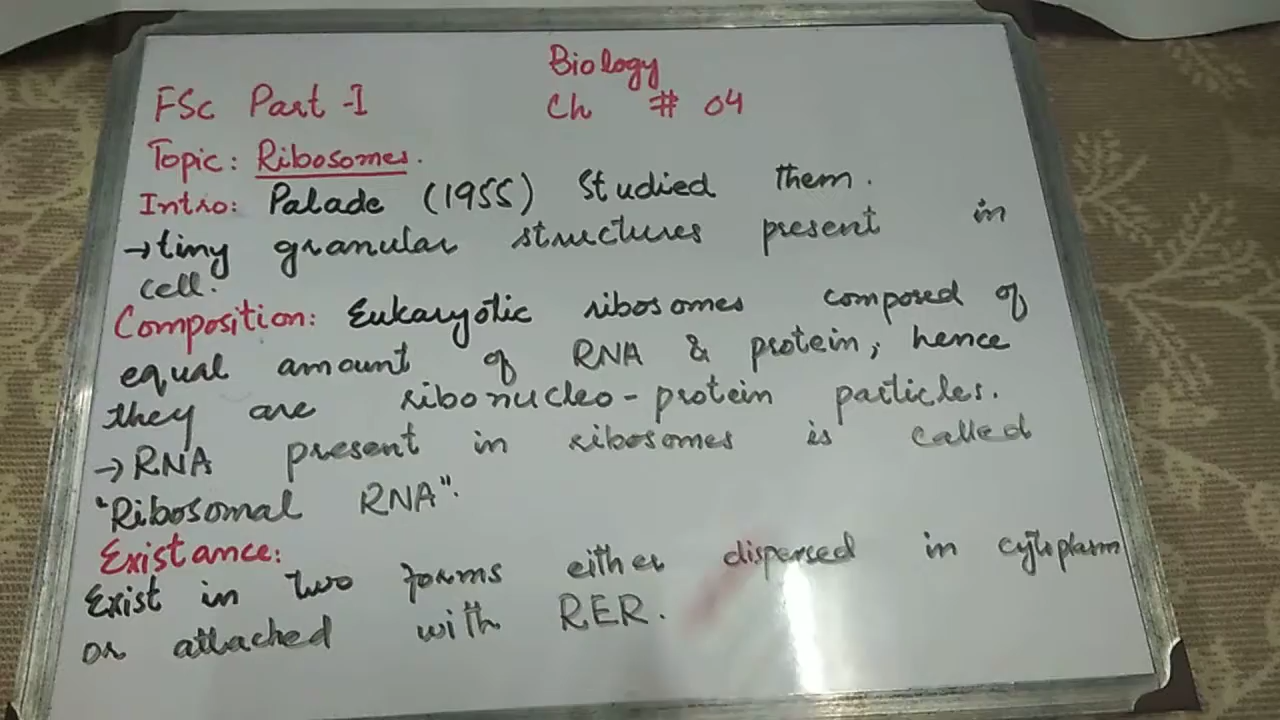 Biology
FSc Part-I Ch # 04
Topic: Ribosomes.
Intro: Palade (1955) Studied them.
→tiny granular structures present in
cell.
Composition: Eukaryotic ribosomes composed of
equal amount of RNA & protein, hence
they are ribonucleo-protein particles.
→RNA present in ribosomes is called
"Ribosomal RNA".
Existance:
Exist in two forms either dispersed in cytoplasm
or attached with RER.